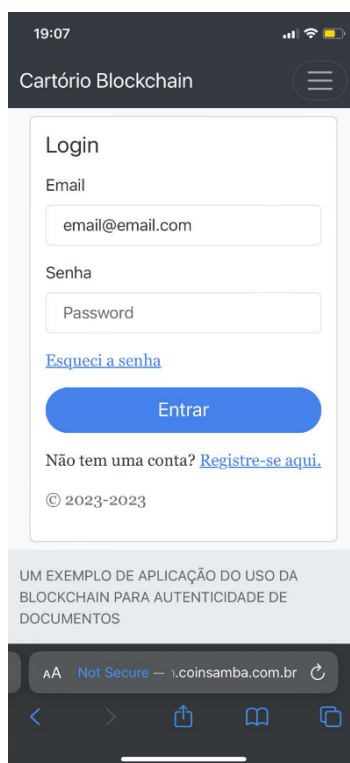 19:07
Cartório Blockchain
Login
Email
email@email.com
Senha
Password
Esqueci a senha
Entrar
Não tem uma conta? Registre-se aqui.
© 2023-2023
UM EXEMPLO DE APLICAÇÃO DO USO DA
BLOCKCHAIN PARA AUTENTICIDADE DE
DOCUMENTOS
AA Not Secure — .coinsamba.com.br